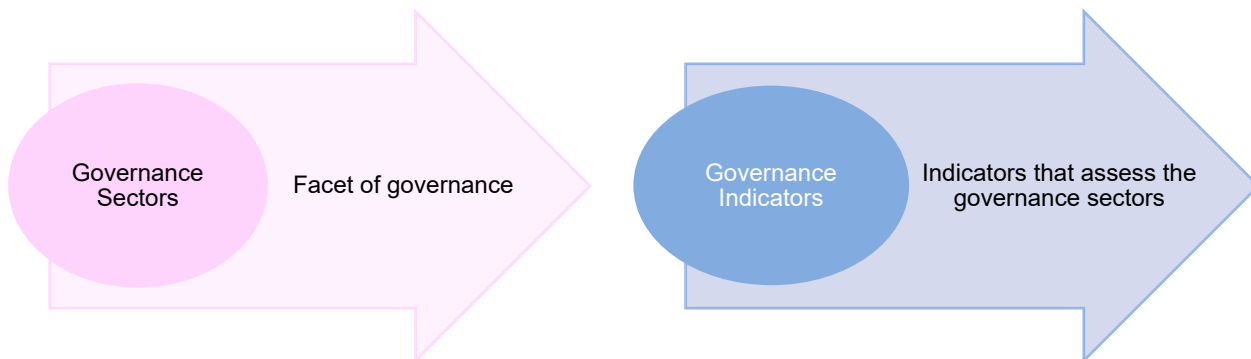 Governance
Sectors
Facet of governance
Governance
Indicators
Indicators that assess the
governance sectors